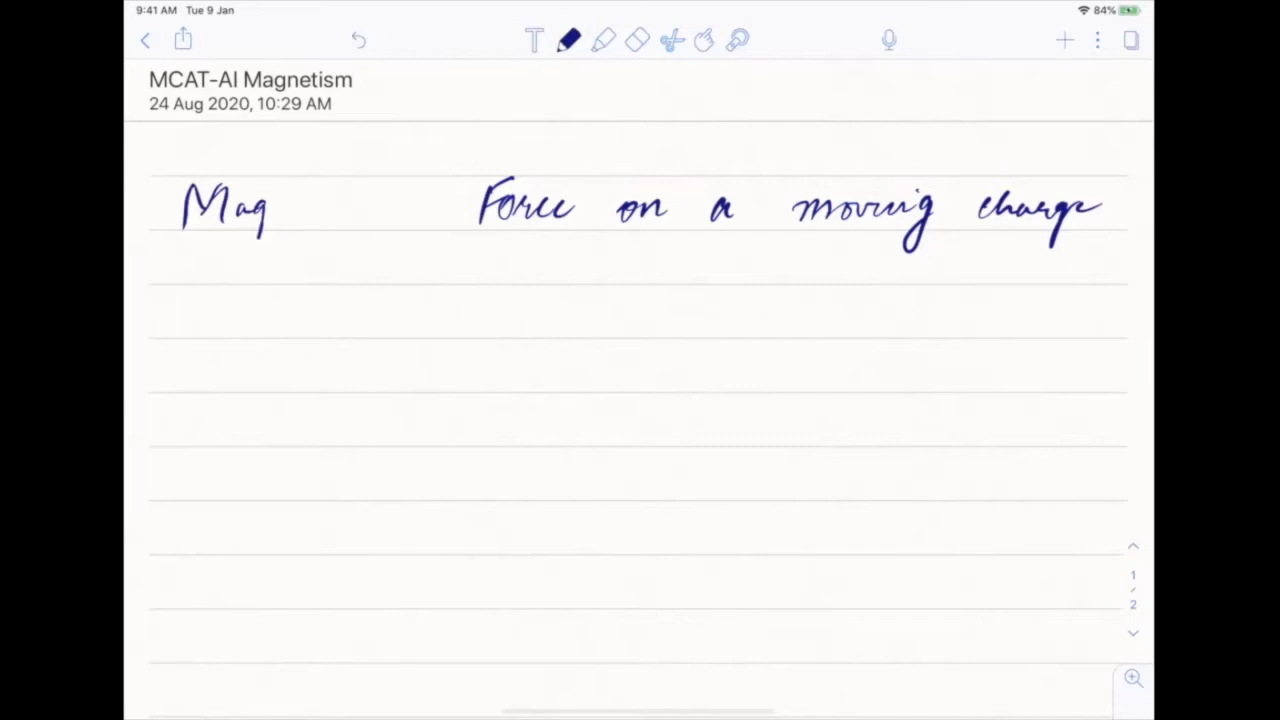 9:41 AM Tue 9 Jan 84%
T
MCAT-AI Magnetism
24 Aug 2020, 10:29 AM
Mag Force on a moving charge
1
/
2